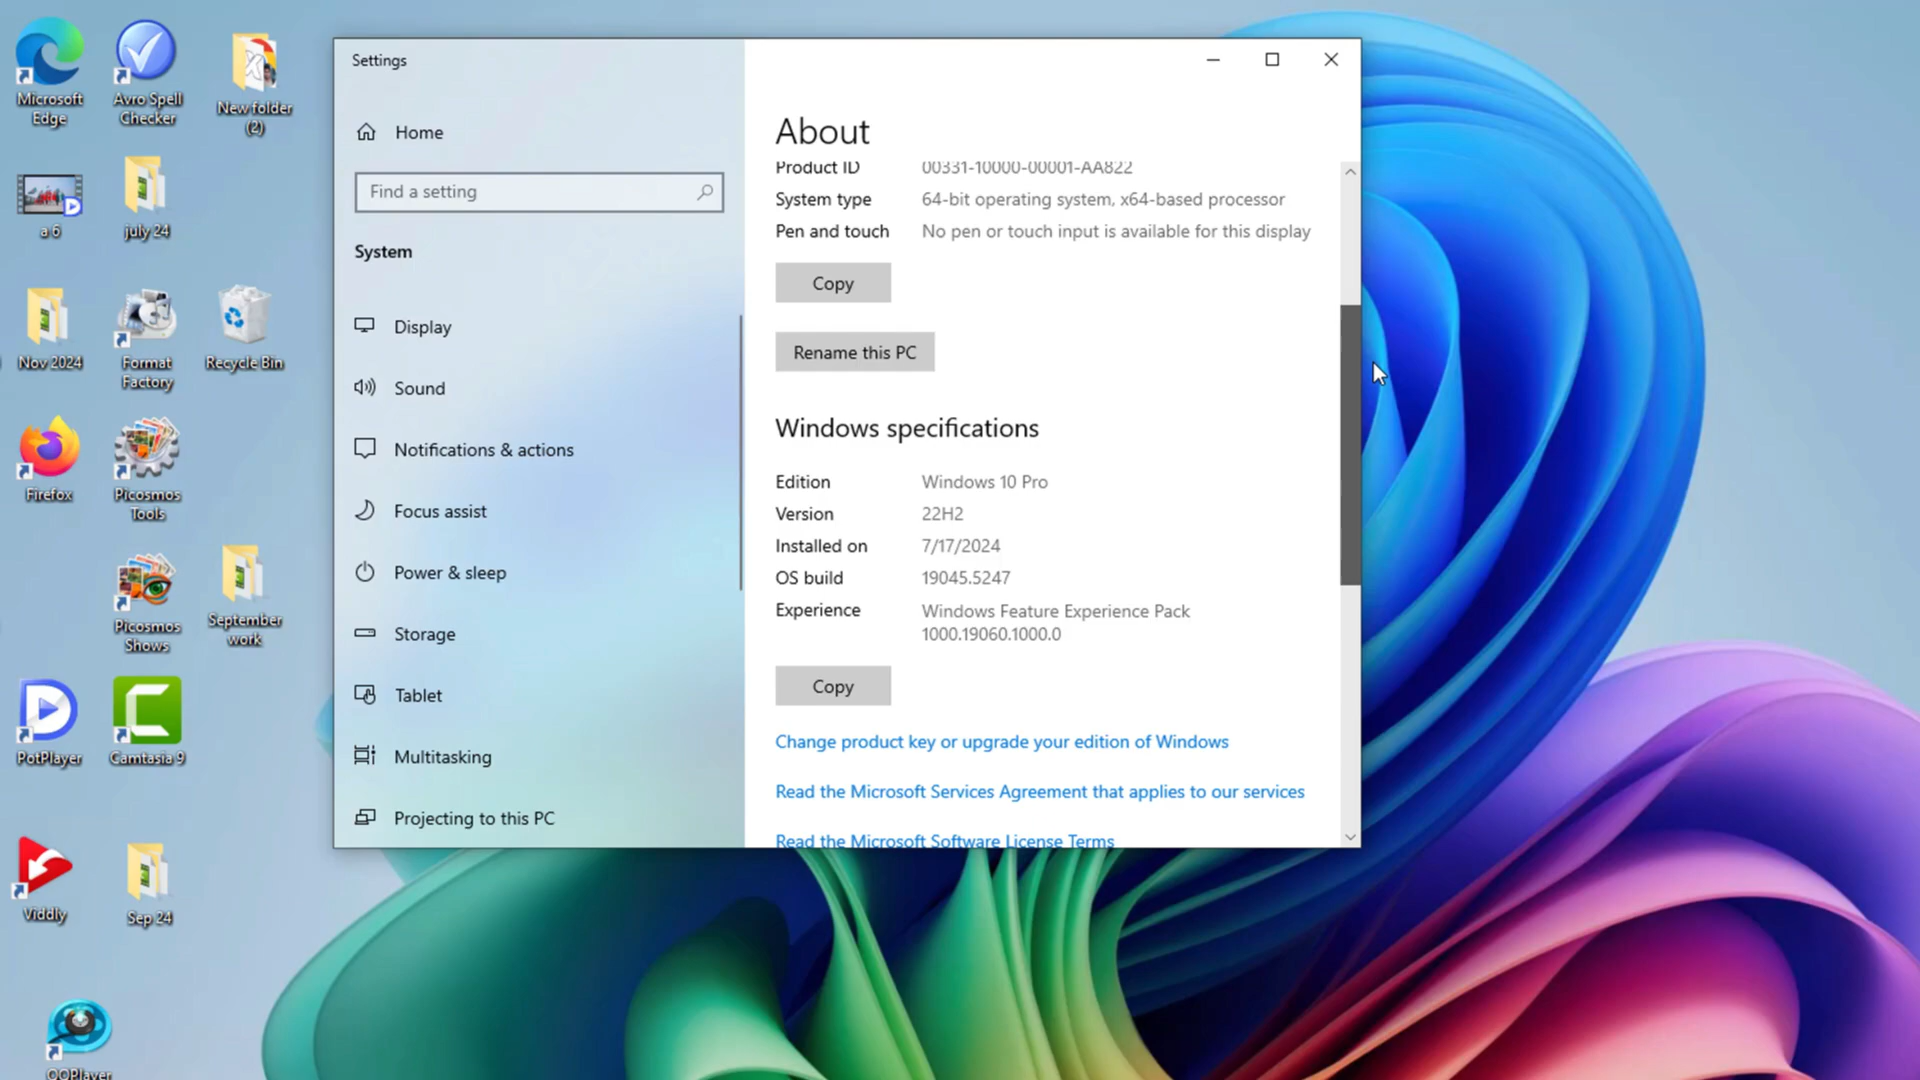 Microsoft
Edge
Avro Spell
Checker
New folder
(2)
a 6
july 24
Nov 2024
Format
Factory
Recycle Bin
Firefox
Picosmos
Tools
Picosmos
Shows
September
work
PotPlayer
Camtasia 9
Viddly
Sep 24
QQPlayer
Settings
Home
Find a setting
System
Display
Sound
Notifications & actions
Focus assist
Power & sleep
Storage
Tablet
Multitasking
Projecting to this PC
About
Product ID 00331-10000-00001-AA822
System type 64-bit operating system, x64-based processor
Pen and touch No pen or touch input is available for this display
Copy
Rename this PC
Windows specifications
Edition Windows 10 Pro
Version 22H2
Installed on 7/17/2024
OS build 19045.5247
Experience Windows Feature Experience Pack
1000.19060.1000.0
Copy
Change product key or upgrade your edition of Windows
Read the Microsoft Services Agreement that applies to our services
Read the Microsoft Software License Terms